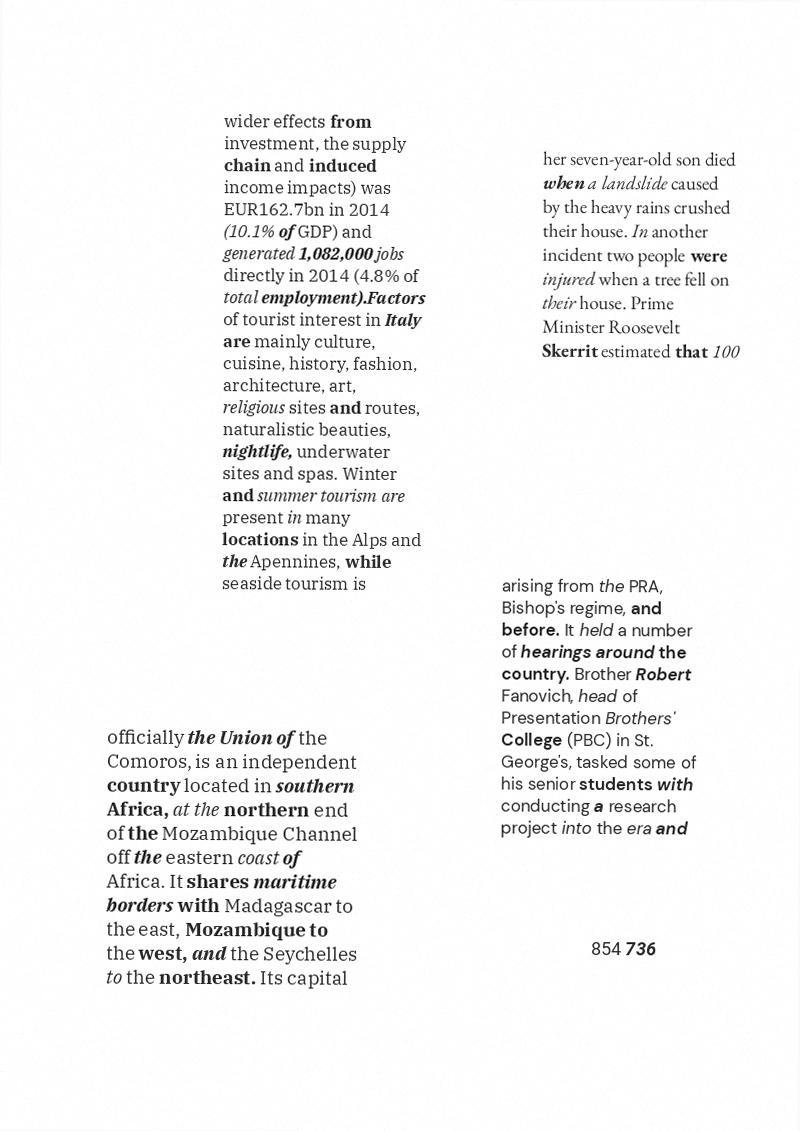 wider effects from
investment, the supply
chain and induced
income impacts) was
EUR162.7bn in 2014
(10.1% of GDP) and
generated 1,082,000 jobs
directly in 2014 (4.8% of
total employment).Factors
of tourist interest in Italy
are mainly culture,
cuisine, history, fashion,
architecture, art,
religious sites and routes,
naturalistic beauties,
nightlife, underwater
sites and spas. Winter
and summer tourism are
present in many
locations in the Alps and
the Apennines, while
seaside tourism is
her seven-year-old son died
when a landslide caused
by the heavy rains crushed
their house. In another
incident two people were
injured when a tree fell on
their house. Prime
Minister Roosevelt
Skerrit estimated that 100
arising from the PRA,
Bishop's regime, and
before. It held a number
of hearings around the
country. Brother Robert
Fanovich, head of
Presentation Brothers'
College (PBC) in St.
George's, tasked some of
his senior students with
conducting a research
project into the era and
officially the Union of the
Comoros, is an independent
country located in southern
Africa, at the northern end
of the Mozambique Channel
off the eastern coast of
Africa. It shares maritime
borders with Madagascar to
the east, Mozambique to
the west, and the Seychelles
to the northeast. Its capital
854 736